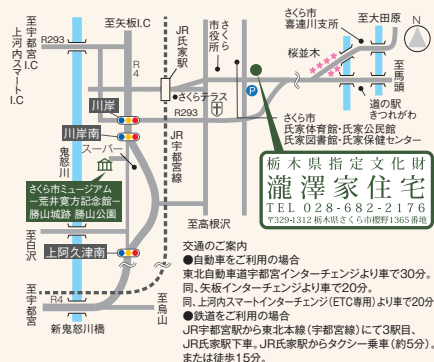 至宇都宮I.C
上河内スマートI.C
R293
至矢板I.C
R4
JR氏家駅
さくら市役所
さくらテラス
R293
さくら市喜連川支所
至大田原
N
桜並木
至馬頭
道の駅きつれがわ
P
川岸
川岸南
スーパー
鬼怒川
JR宇都宮線
さくら市
氏家体育館・氏家公民館
氏家図書館・氏家保健センター
さくら市ミュージアム
―荒井寛方記念館―
勝山城跡 勝山公園
栃木県指定文化財
瀧澤家住宅
TEL 028-682-2176
〒329-1312 栃木県さくら市櫻野1365番地
至白沢
上阿久津南
至高根沢
至宇都宮
R4
至烏山
新鬼怒川橋
交通のご案内
●自動車をご利用の場合
東北自動車道宇都宮インターチェンジより車で30分。
同、矢板インターチェンジより車で20分。
同、上河内スマートインターチェンジ(ETC専用)より車で20分
●鉄道をご利用の場合
JR宇都宮駅から東北本線(宇都宮線)にて3駅目、
JR氏家駅下車。JR氏家駅からタクシー乗車(約5分)。
または徒歩15分。